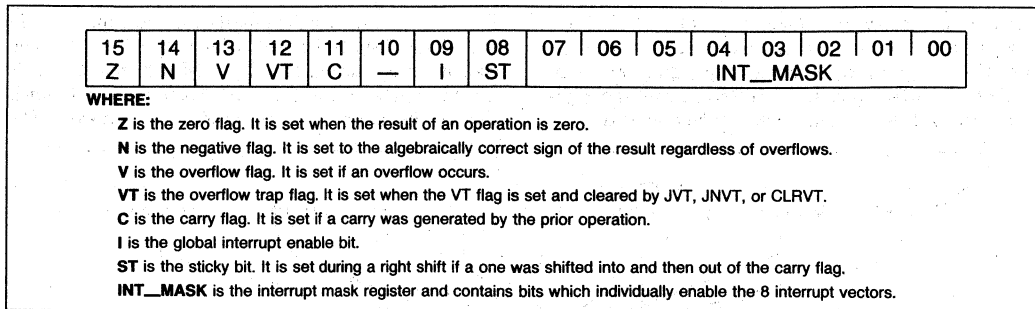 15 14 13 12 11 10 09 08 07 06 05 04 03 02 01 00
Z N V VT C — I ST INT__MASK
WHERE:
Z is the zero flag. It is set when the result of an operation is zero.
N is the negative flag. It is set to the algebraically correct sign of the result regardless of overflows.
V is the overflow flag. It is set if an overflow occurs.
VT is the overflow trap flag. It is set when the VT flag is set and cleared by JVT, JNVT, or CLRVT.
C is the carry flag. It is set if a carry was generated by the prior operation.
I is the global interrupt enable bit.
ST is the sticky bit. It is set during a right shift if a one was shifted into and then out of the carry flag.
INT__MASK is the interrupt mask register and contains bits which individually enable the 8 interrupt vectors.